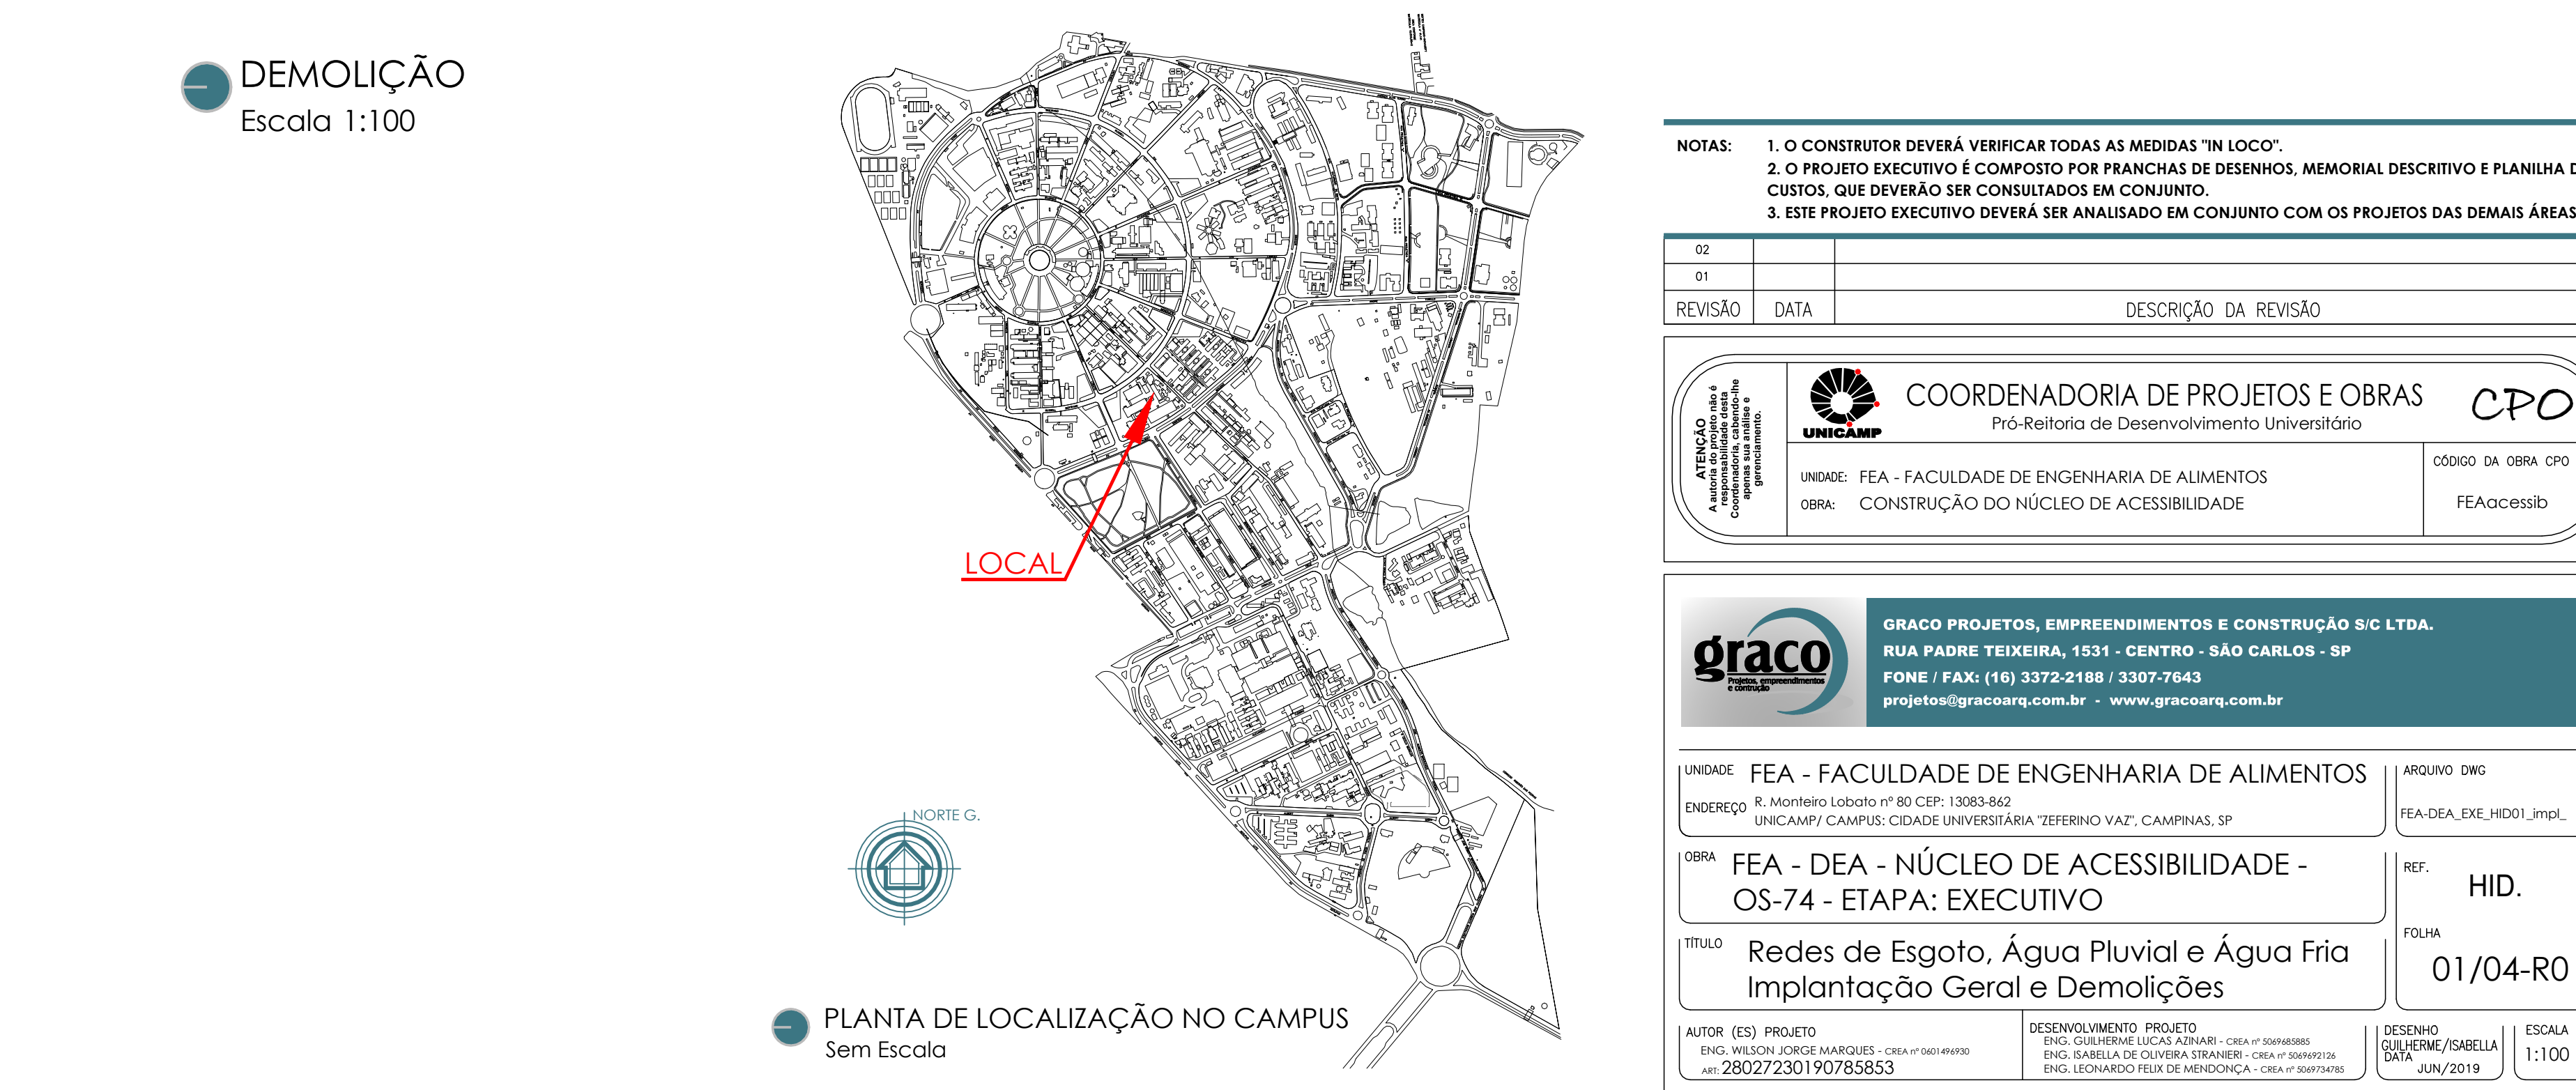 DEMOLIÇÃO
Escala 1:100
LOCAL
NORTE G.
PLANTA DE LOCALIZAÇÃO NO CAMPUS
Sem Escala
NOTAS: 1. O CONSTRUTOR DEVERÁ VERIFICAR TODAS AS MEDIDAS "IN LOCO".
2. O PROJETO EXECUTIVO É COMPOSTO POR PRANCHAS DE DESENHOS, MEMORIAL DESCRITIVO E PLANILHA D
CUSTOS, QUE DEVERÃO SER CONSULTADOS EM CONJUNTO.
3. ESTE PROJETO EXECUTIVO DEVERÁ SER ANALISADO EM CONJUNTO COM OS PROJETOS DAS DEMAIS ÁREAS
02
01
REVISÃO DATA DESCRIÇÃO DA REVISÃO
ATENÇÃO
A autoria do projeto não é
responsabilidade desta
Coordenadoria, cabendo-lhe
apenas sua análise e
gerenciamento.
UNICAMP
COORDENADORIA DE PROJETOS E OBRAS
Pró-Reitoria de Desenvolvimento Universitário
CPO
UNIDADE: FEA - FACULDADE DE ENGENHARIA DE ALIMENTOS
OBRA: CONSTRUÇÃO DO NÚCLEO DE ACESSIBILIDADE
CÓDIGO DA OBRA CPO
FEAacessib
graco
Projetos, empreendimentos
e contrução
GRACO PROJETOS, EMPREENDIMENTOS E CONSTRUÇÃO S/C LTDA.
RUA PADRE TEIXEIRA, 1531 - CENTRO - SÃO CARLOS - SP
FONE / FAX: (16) 3372-2188 / 3307-7643
projetos@gracoarq.com.br - www.gracoarq.com.br
UNIDADE FEA - FACULDADE DE ENGENHARIA DE ALIMENTOS
ENDEREÇO R. Monteiro Lobato nº 80 CEP: 13083-862
UNICAMP/ CAMPUS: CIDADE UNIVERSITÁRIA "ZEFERINO VAZ", CAMPINAS, SP
ARQUIVO DWG
FEA-DEA_EXE_HID01_impl_
OBRA FEA - DEA - NÚCLEO DE ACESSIBILIDADE -
OS-74 - ETAPA: EXECUTIVO
REF.
HID.
TÍTULO Redes de Esgoto, Água Pluvial e Água Fria
Implantação Geral e Demolições
FOLHA
01/04-R0
AUTOR (ES) PROJETO
ENG. WILSON JORGE MARQUES - CREA nº 0601496930
ART: 28027230190785853
DESENVOLVIMENTO PROJETO
ENG. GUILHERME LUCAS AZINARI - CREA nº 5069685885
ENG. ISABELLA DE OLIVEIRA STRANIERI - CREA nº 5069692126
ENG. LEONARDO FELIX DE MENDONÇA - CREA nº 5069734785
DESENHO
GUILHERME/ISABELLA
DATA
JUN/2019
ESCALA
1:100